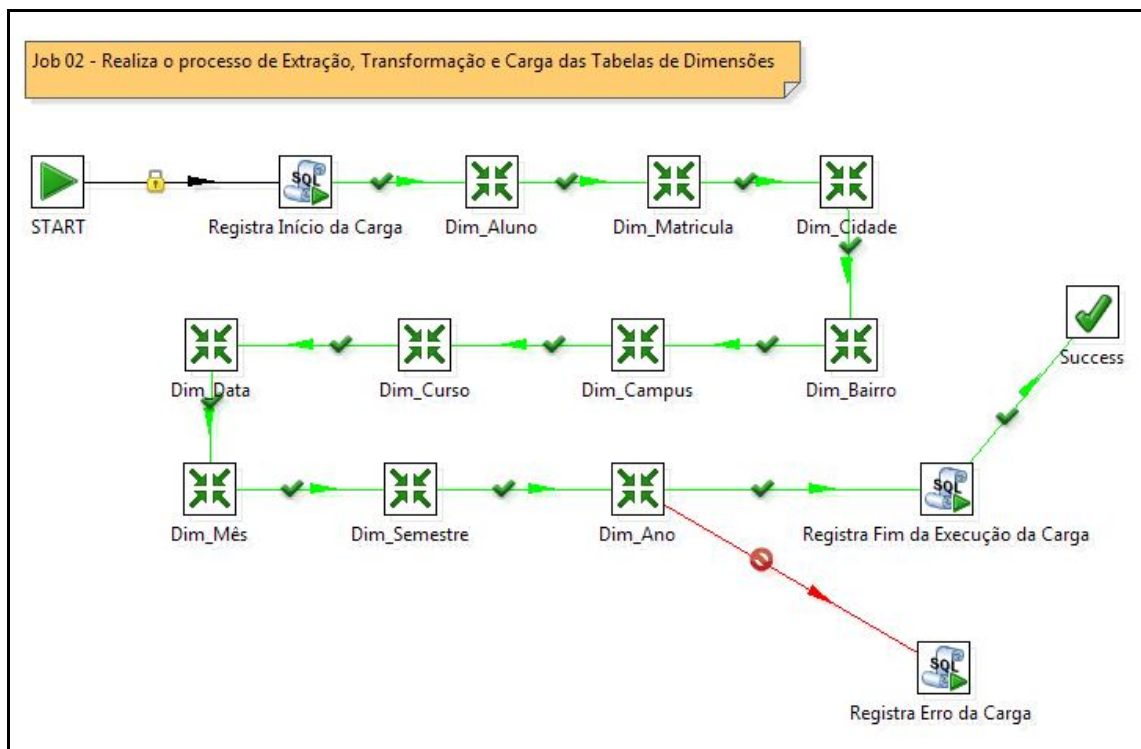 Job 02 - Realiza o processo de Extração, Transformação e Carga das Tabelas de Dimensões
START
SQL
Registra Início da Carga
Dim_Aluno
Dim_Matricula
Dim_Cidade
Dim_Data
Dim_Curso
Dim_Campus
Dim_Bairro
Success
Dim_Mês
Dim_Semestre
Dim_Ano
SQL
Registra Fim da Execução da Carga
SQL
Registra Erro da Carga